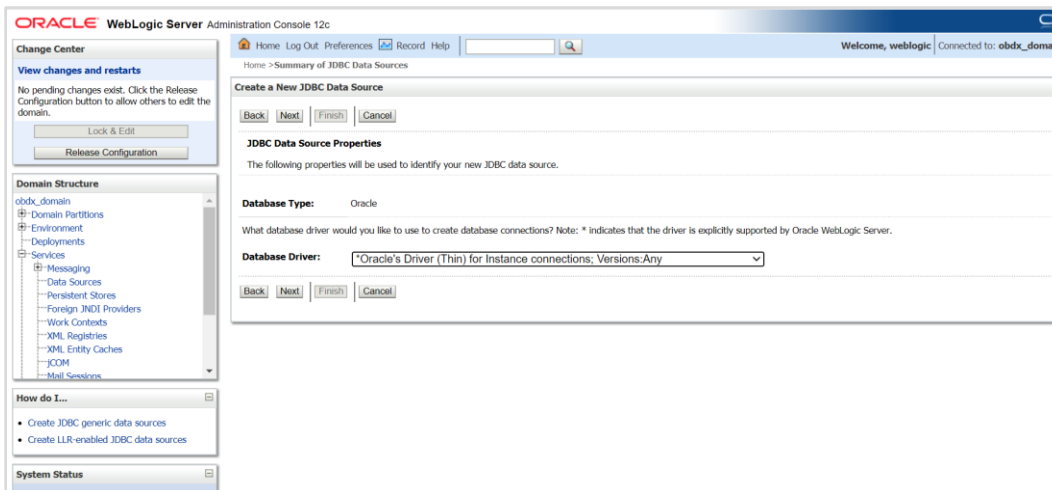 ORACLE WebLogic Server Administration Console 12c
Change Center
View changes and restarts
No pending changes exist. Click the Release
Configuration button to allow others to edit the
domain.
Lock & Edit
Release Configuration
Domain Structure
obdx_domain
Domain Partitions
Environment
Deployments
Services
Messaging
Data Sources
Persistent Stores
Foreign JNDI Providers
Work Contexts
XML Registries
XML Entity Caches
jCOM
Mail Sessions
How do I...
Create JDBC generic data sources
Create LLR-enabled JDBC data sources
System Status
Home Log Out Preferences Record Help
Welcome, weblogic Connected to: obdx_doma
Home >Summary of JDBC Data Sources
Create a New JDBC Data Source
Back Next Finish Cancel
JDBC Data Source Properties
The following properties will be used to identify your new JDBC data source.
Database Type: Oracle
What database driver would you like to use to create database connections? Note: * indicates that the driver is explicitly supported by Oracle WebLogic Server.
Database Driver: *Oracle's Driver (Thin) for Instance connections; Versions:Any
Back Next Finish Cancel